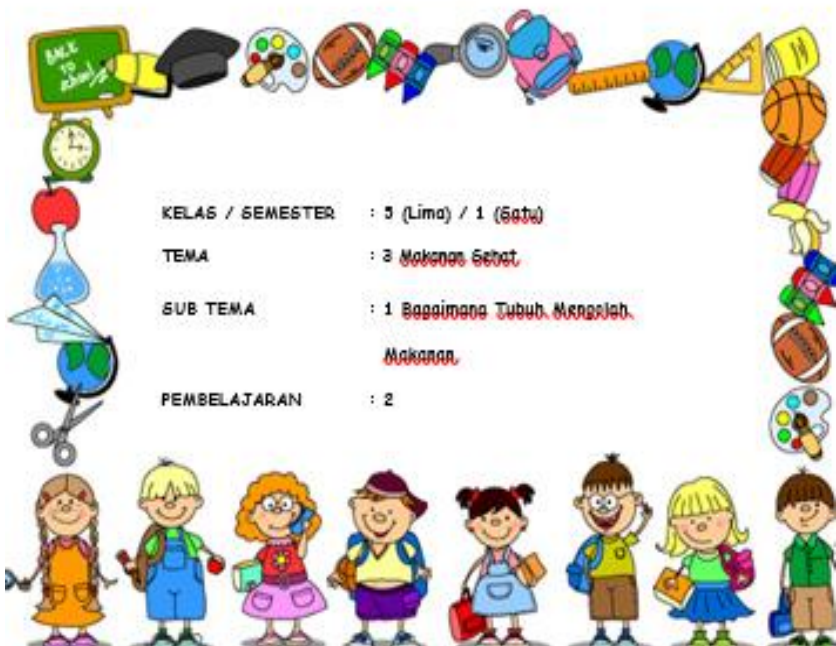 BACK
TO
school!
KELAS / SEMESTER : 5 (Lima) / 1 (Satu)
TEMA : 3 Makanan Sehat
SUB TEMA : 1 Bagaimana Tubuh Mengolah
Makanan
PEMBELAJARAN : 2